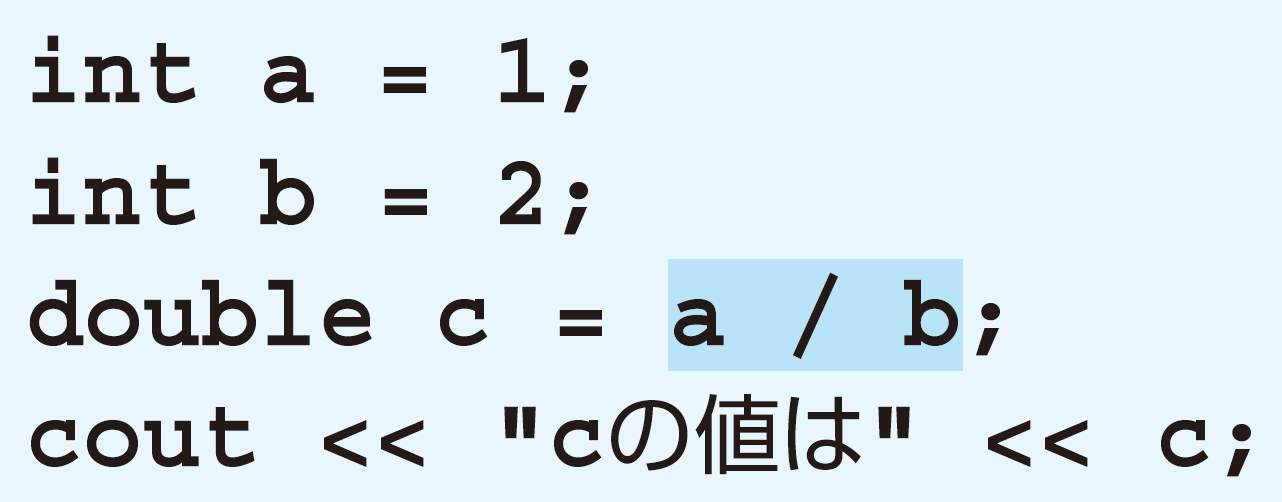 int a = 1;
int b = 2;
double c = a / b;
cout << "cの値は" << c;